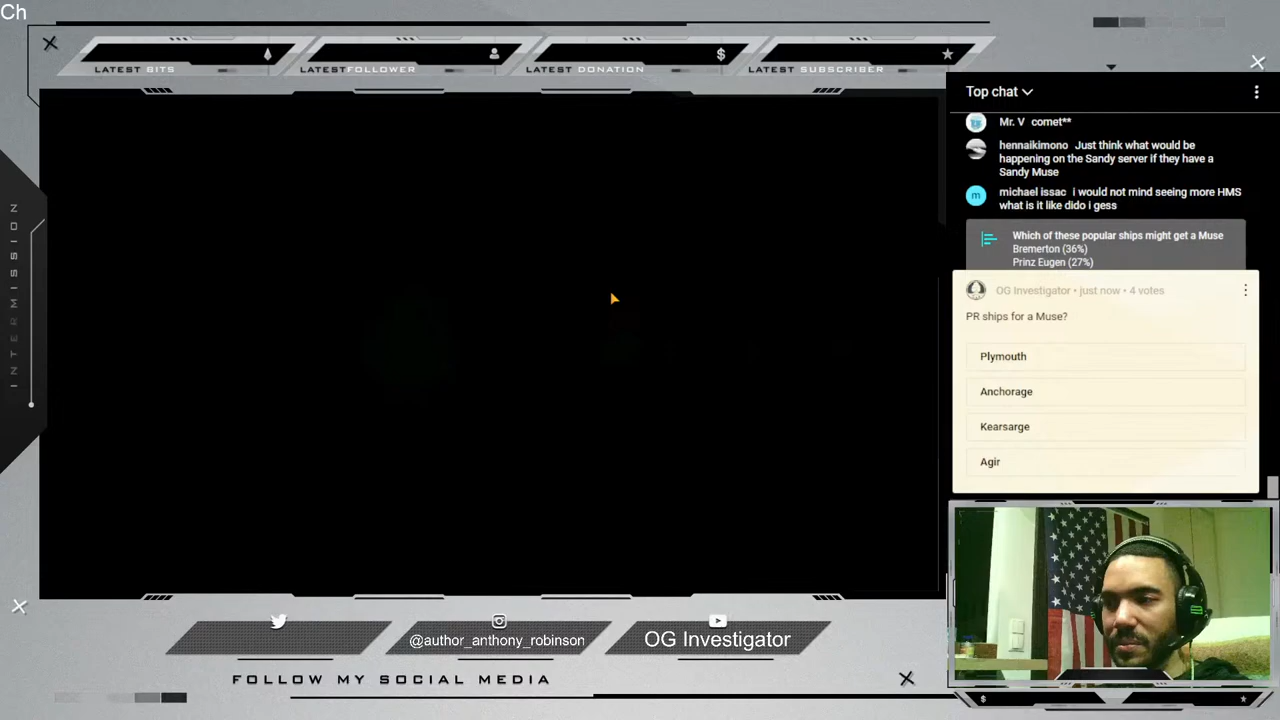 Ch
LATEST BITS
LATEST FOLLOWER
LATEST DONATION
LATEST SUBSCRIBER
INTERMISSION
Top chat
Mr. V comet**
hennaikimono Just think what would be
happening on the Sandy server if they have a
Sandy Muse
michael issac i would not mind seeing more HMS
what is it like dido i gess
Which of these popular ships might get a Muse
Bremerton (36%)
Prinz Eugen (27%)
OG Investigator • just now • 4 votes
PR ships for a Muse?
Plymouth
Anchorage
Kearsarge
Agir
@author_anthony_robinson
OG Investigator
FOLLOW MY SOCIAL MEDIA